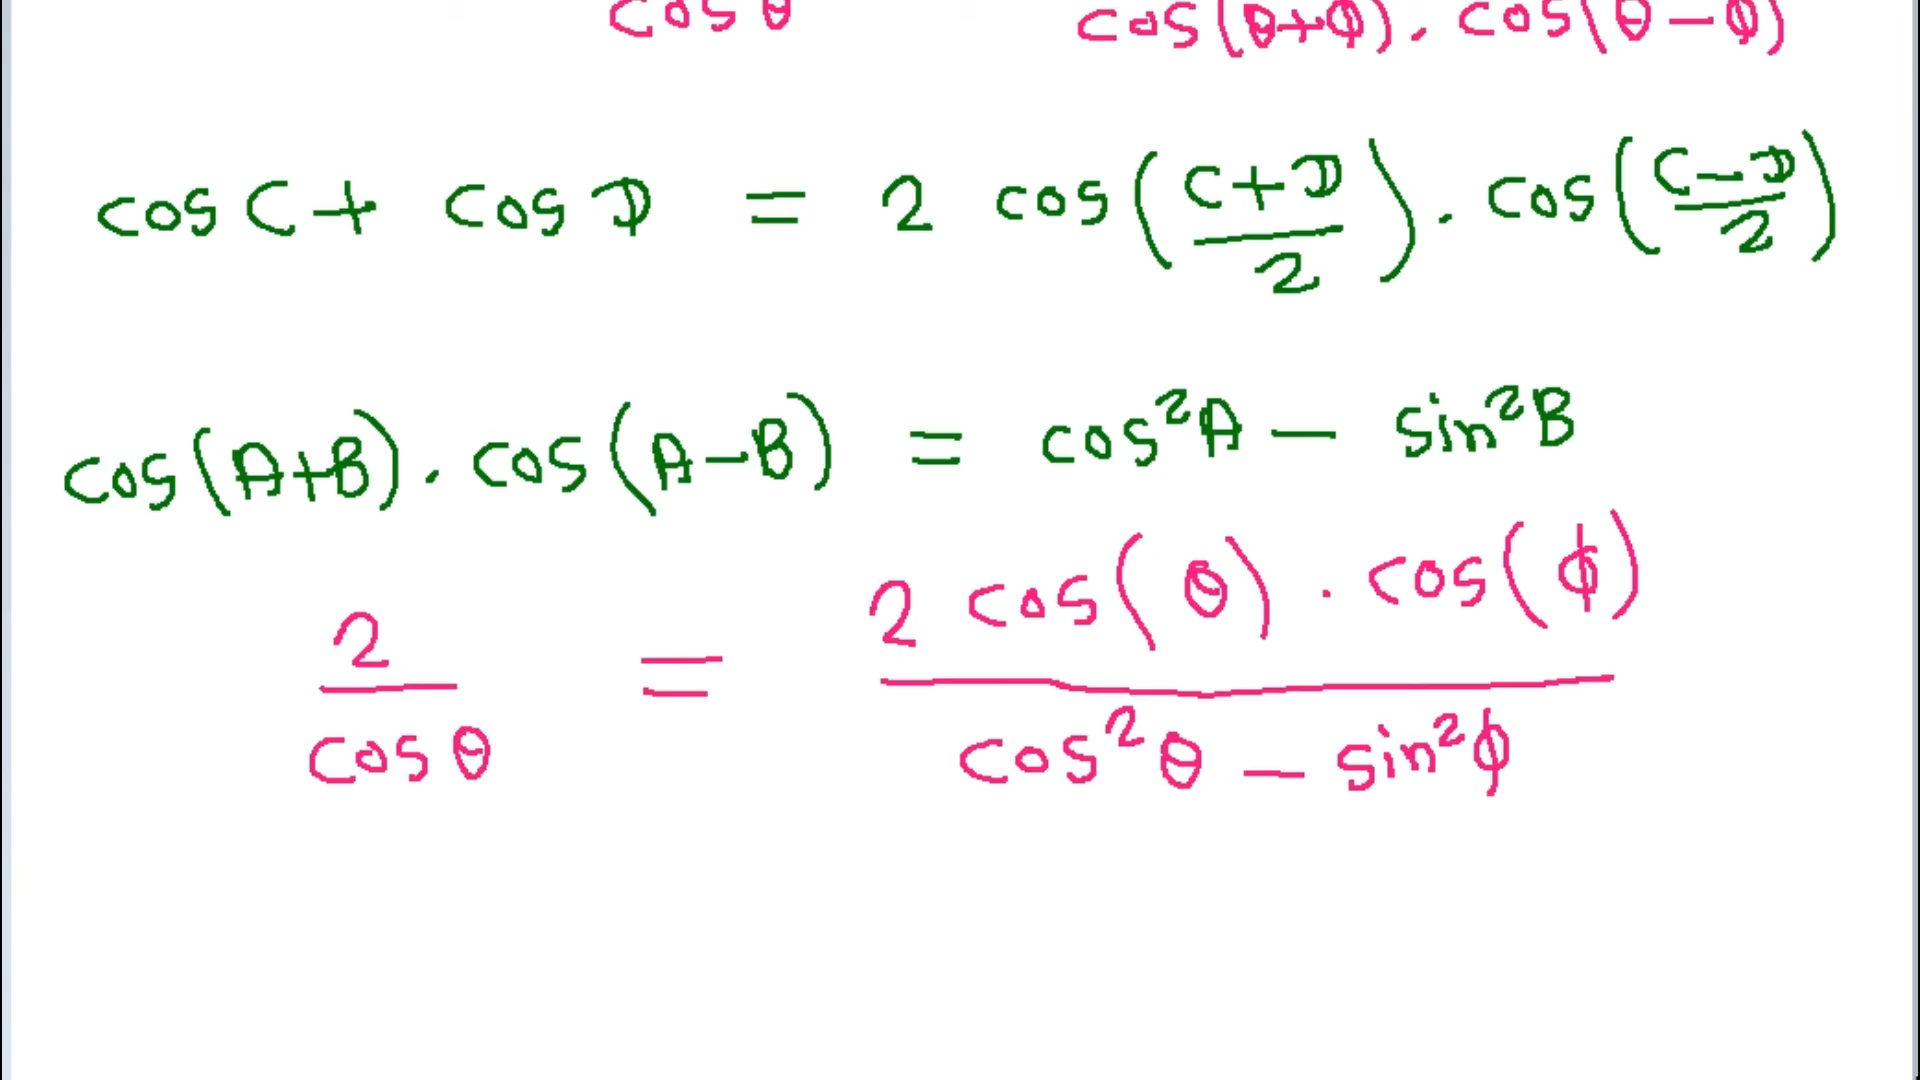 cos θ cos(θ+ϕ). cos(θ−ϕ)
cos C + cos D = 2 cos((C+D)/2). cos((C−D)/2)
cos(A+B). cos(A−B) = cos²A − sin²B
2/cos θ = 2 cos(θ). cos(ϕ)/cos²θ − sin²ϕ